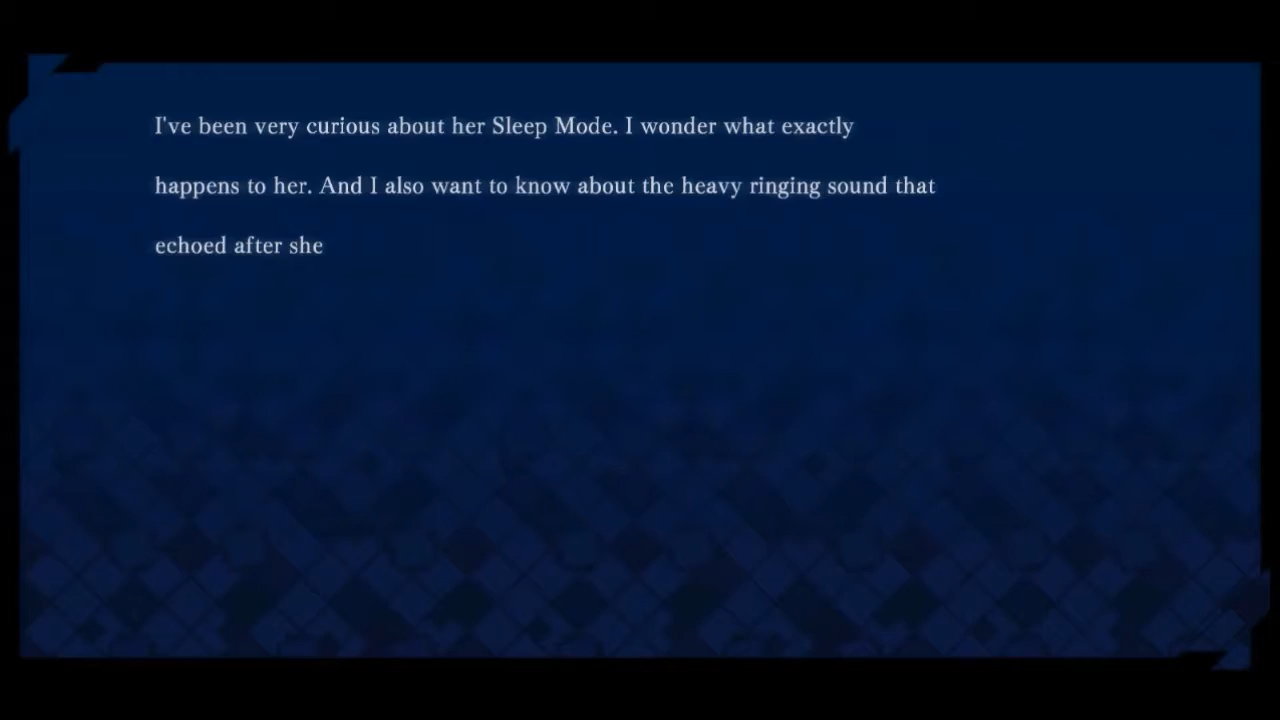 I've been very curious about her Sleep Mode. I wonder what exactly
happens to her. And I also want to know about the heavy ringing sound that
echoed after she